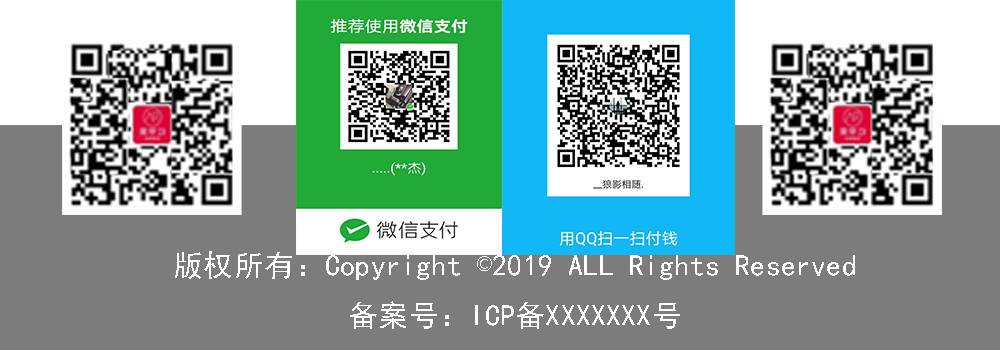 推荐使用微信支付
.....(**杰)
微信支付
__狼影相随.
用QQ扫一扫付钱
版权所有：Copyright ©2019 ALL Rights Reserved
备案号：ICP备XXXXXXX号